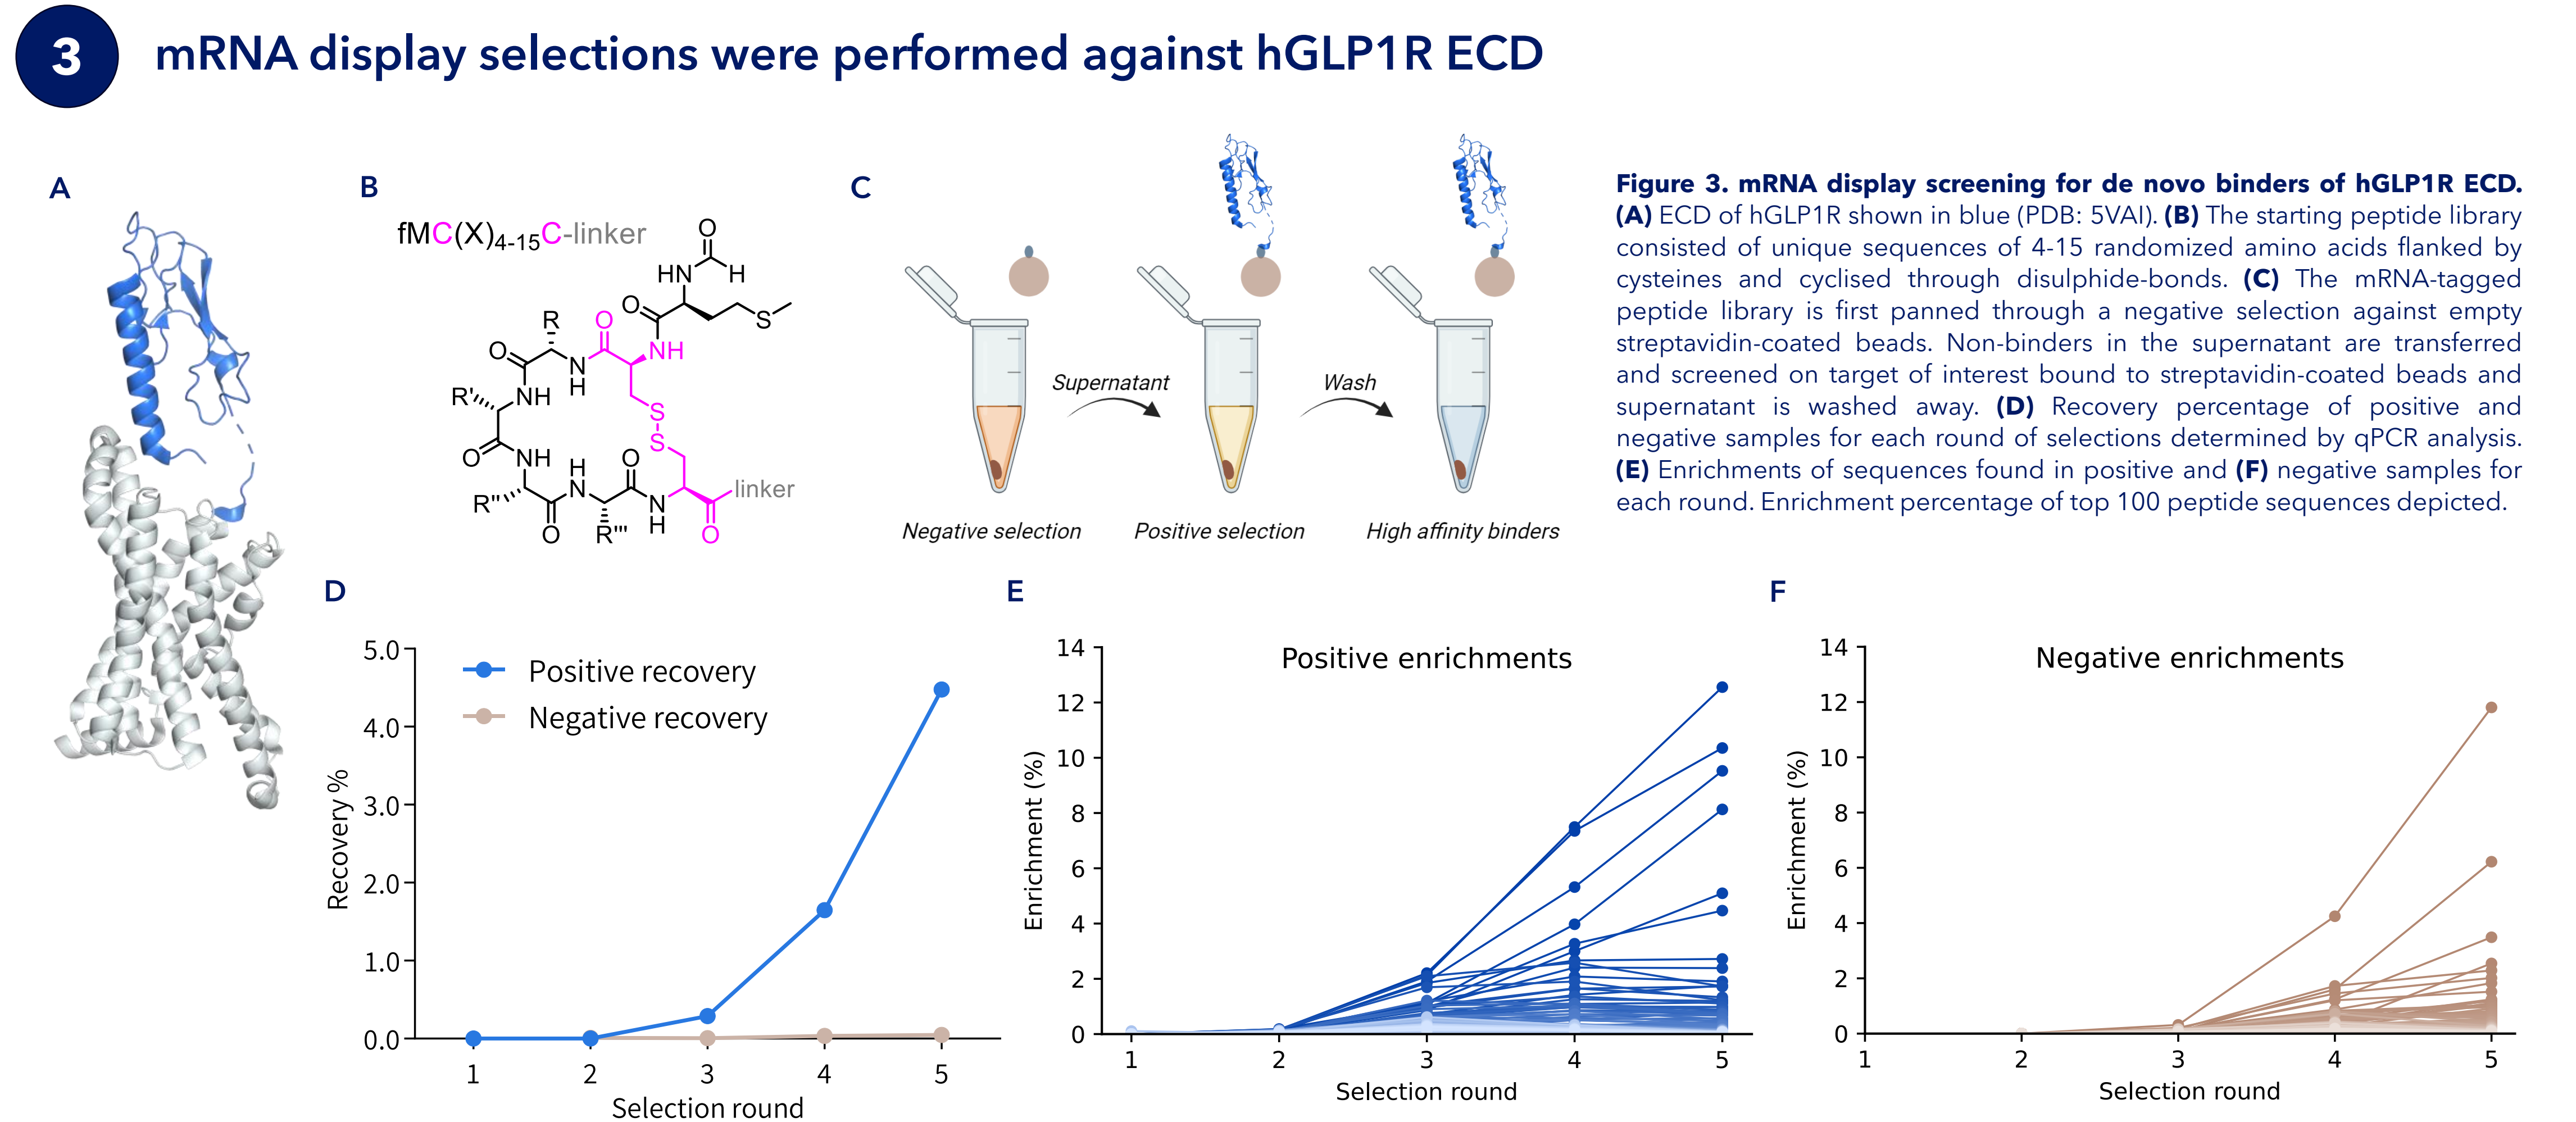 3
mRNA display selections were performed against hGLP1R ECD
A
B
fMC(X)4-15C-linker
O
HN
H
O
S
R
O
NH
O
N
H
R'
NH
S
S
O
NH
H
N
O
R''
O
R'''
N
H
O
linker
C
Supernatant
Wash
Negative selection
Positive selection
High affinity binders
Figure 3. mRNA display screening for de novo binders of hGLP1R ECD.
(A) ECD of hGLP1R shown in blue (PDB: 5VAI). (B) The starting peptide library
consisted of unique sequences of 4-15 randomized amino acids flanked by
cysteines and cyclised through disulphide-bonds. (C) The mRNA-tagged
peptide library is first panned through a negative selection against empty
streptavidin-coated beads. Non-binders in the supernatant are transferred
and screened on target of interest bound to streptavidin-coated beads and
supernatant is washed away. (D) Recovery percentage of positive and
negative samples for each round of selections determined by qPCR analysis.
(E) Enrichments of sequences found in positive and (F) negative samples for
each round. Enrichment percentage of top 100 peptide sequences depicted.
D
Recovery %
5.0
4.0
3.0
2.0
1.0
0.0
Positive recovery
Negative recovery
1 2 3 4 5
Selection round
E
Positive enrichments
Enrichment (%)
14
12
10
8
6
4
2
0
1 2 3 4 5
Selection round
F
Negative enrichments
Enrichment (%)
14
12
10
8
6
4
2
0
1 2 3 4 5
Selection round